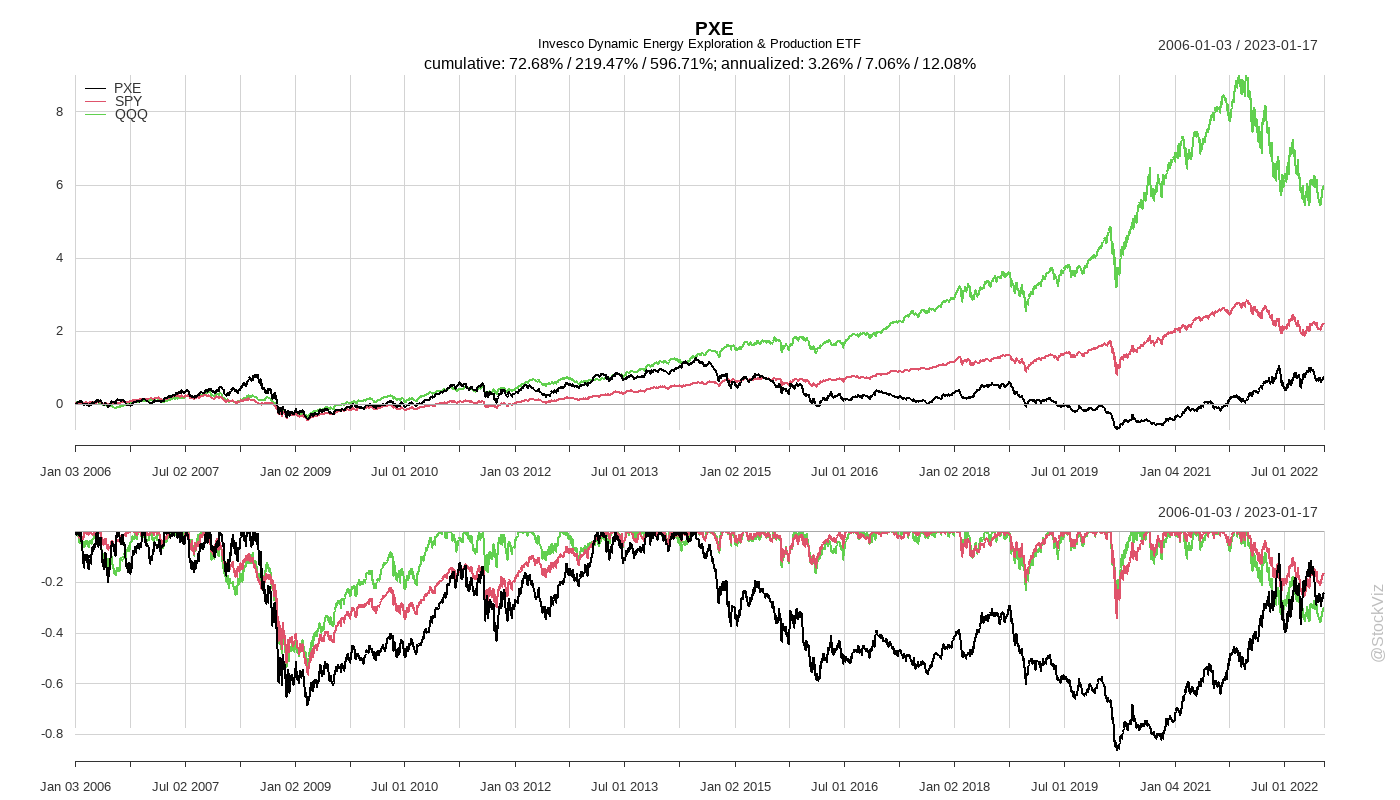 PXE
Invesco Dynamic Energy Exploration & Production ETF
2006-01-03 / 2023-01-17
cumulative: 72.68% / 219.47% / 596.71%; annualized: 3.26% / 7.06% / 12.08%
PXE
SPY
QQQ
8
6
4
2
0
Jan 03 2006 Jul 02 2007 Jan 02 2009 Jul 01 2010 Jan 03 2012 Jul 01 2013 Jan 02 2015 Jul 01 2016 Jan 02 2018 Jul 01 2019 Jan 04 2021 Jul 01 2022
2006-01-03 / 2023-01-17
-0.2
-0.4
-0.6
-0.8
Jan 03 2006 Jul 02 2007 Jan 02 2009 Jul 01 2010 Jan 03 2012 Jul 01 2013 Jan 02 2015 Jul 01 2016 Jan 02 2018 Jul 01 2019 Jan 04 2021 Jul 01 2022
@StockViz